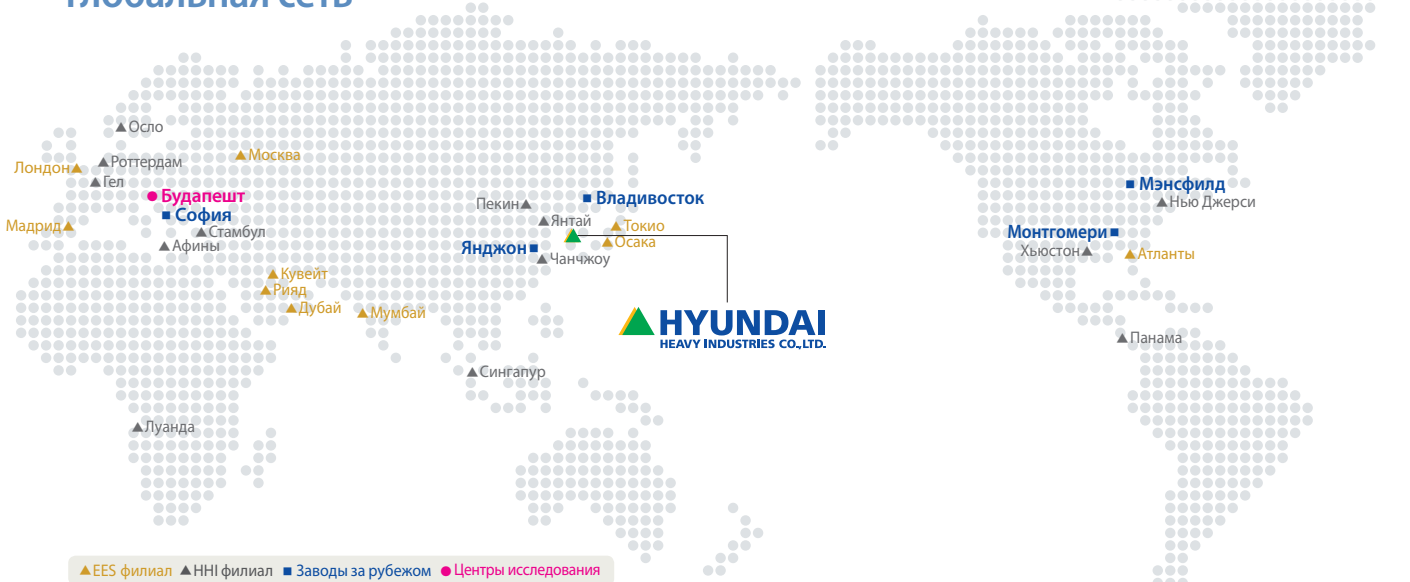 Глобальная сеть
Осло
Лондон
Роттердам
Москва
Гел
Будапешт
София
Мадрид
Стамбул
Афины
Кувейт
Рияд
Дубай
Мумбай
Пекин
Владивосток
Янтай
Токио
Осака
Янджон
Чанчжоу
HYUNDAI
HEAVY INDUSTRIES CO.,LTD.
Сингапур
Луанда
Мэнсфилд
Нью Джерси
Монтгомери
Хьюстон
Атланты
Панама
EES филиал HHI филиал Заводы за рубежом Центры исследования